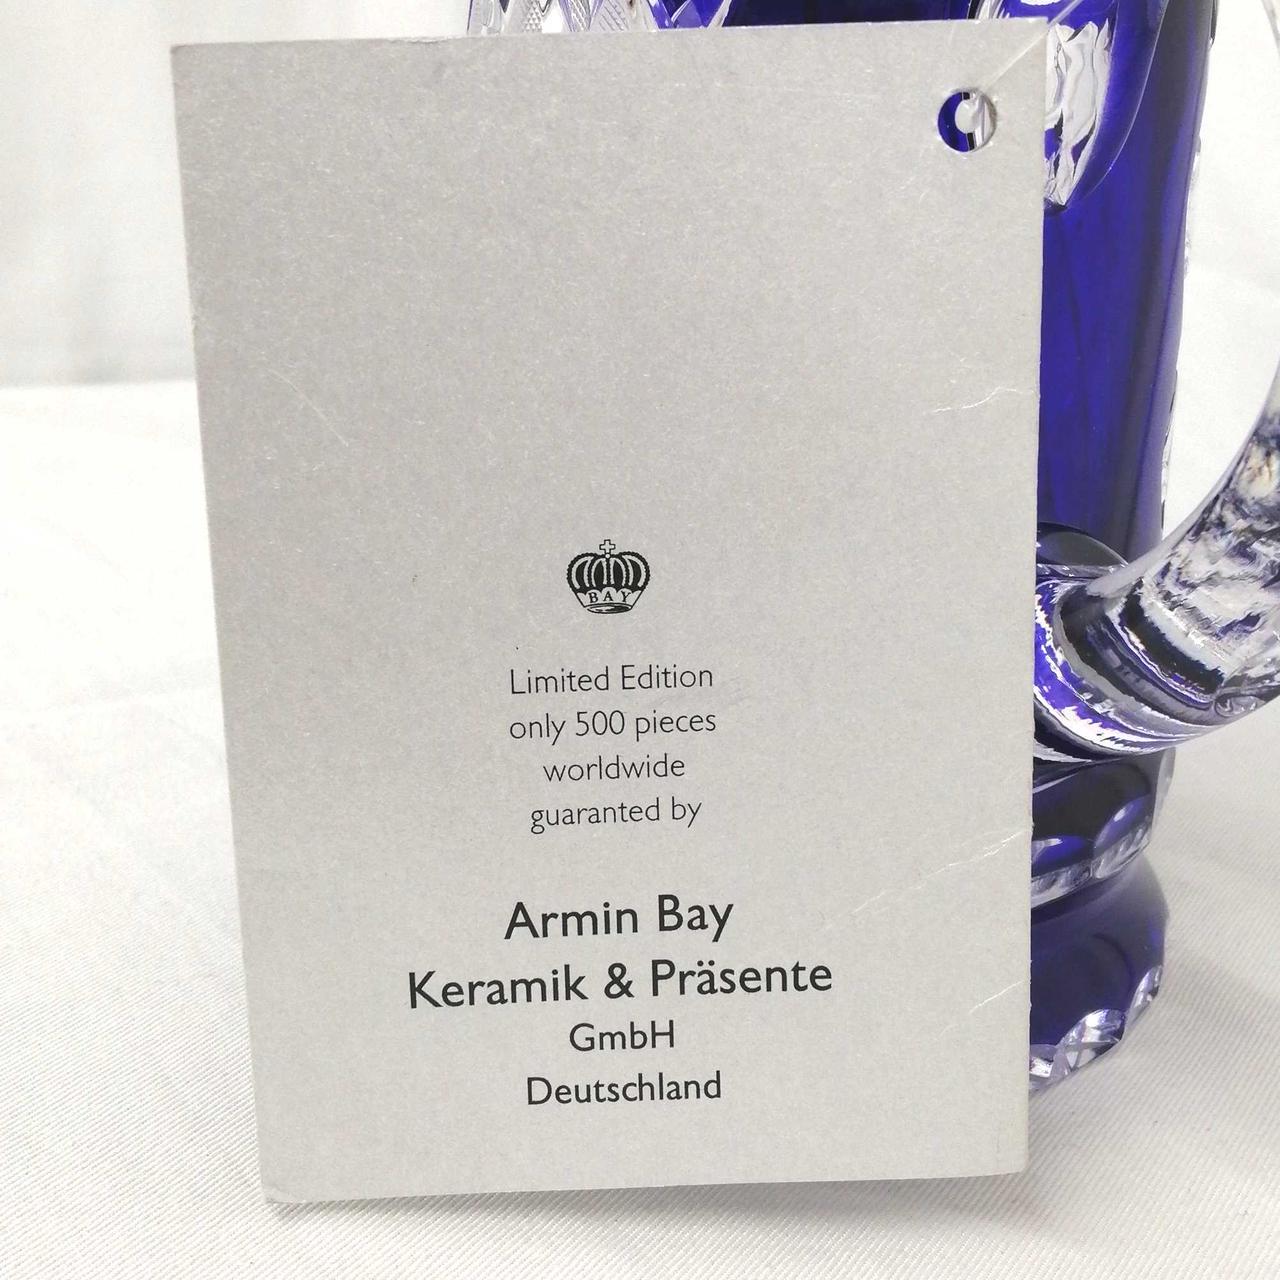 BAY
Limited Edition
only 500 pieces
worldwide
guaranted by
Armin Bay
Keramik & Präsente
GmbH
Deutschland